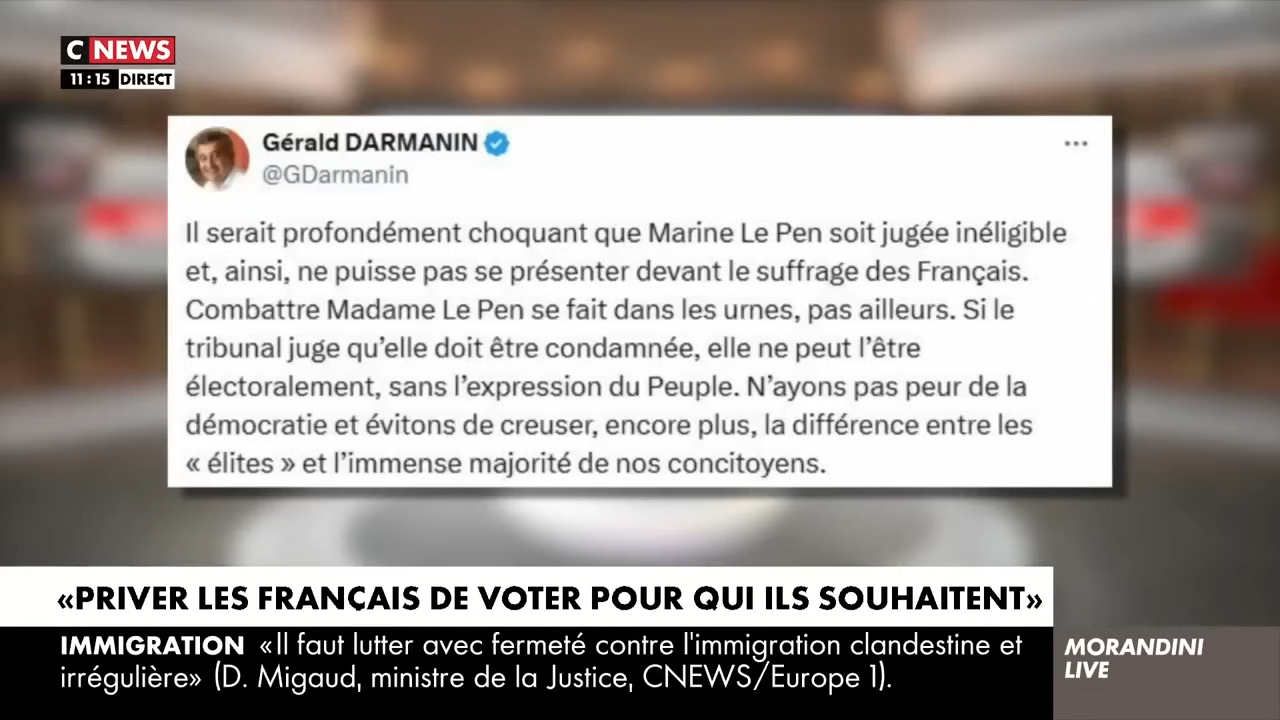 CNEWS
11:15 DIRECT
Gérald DARMANIN
@GDarmanin
Il serait profondément choquant que Marine Le Pen soit jugée inéligible
et, ainsi, ne puisse pas se présenter devant le suffrage des Français.
Combattre Madame Le Pen se fait dans les urnes, pas ailleurs. Si le
tribunal juge qu’elle doit être condamnée, elle ne peut l’être
électoralement, sans l’expression du Peuple. N’ayons pas peur de la
démocratie et évitons de creuser, encore plus, la différence entre les
« élites » et l’immense majorité de nos concitoyens.
«PRIVER LES FRANÇAIS DE VOTER POUR QUI ILS SOUHAITENT»
IMMIGRATION «Il faut lutter avec fermeté contre l'immigration clandestine et
irrégulière» (D. Migaud, ministre de la Justice, CNEWS/Europe 1).
MORANDINI
LIVE